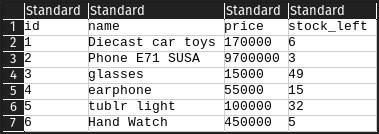 Standard Standard Standard Standard
1 id name price stock_left
2 1 Diecast car toys 170000 6
3 2 Phone E71 SUSA 9700000 3
4 3 glasses 15000 49
5 4 earphone 55000 15
6 5 tublr light 100000 32
7 6 Hand Watch 450000 5